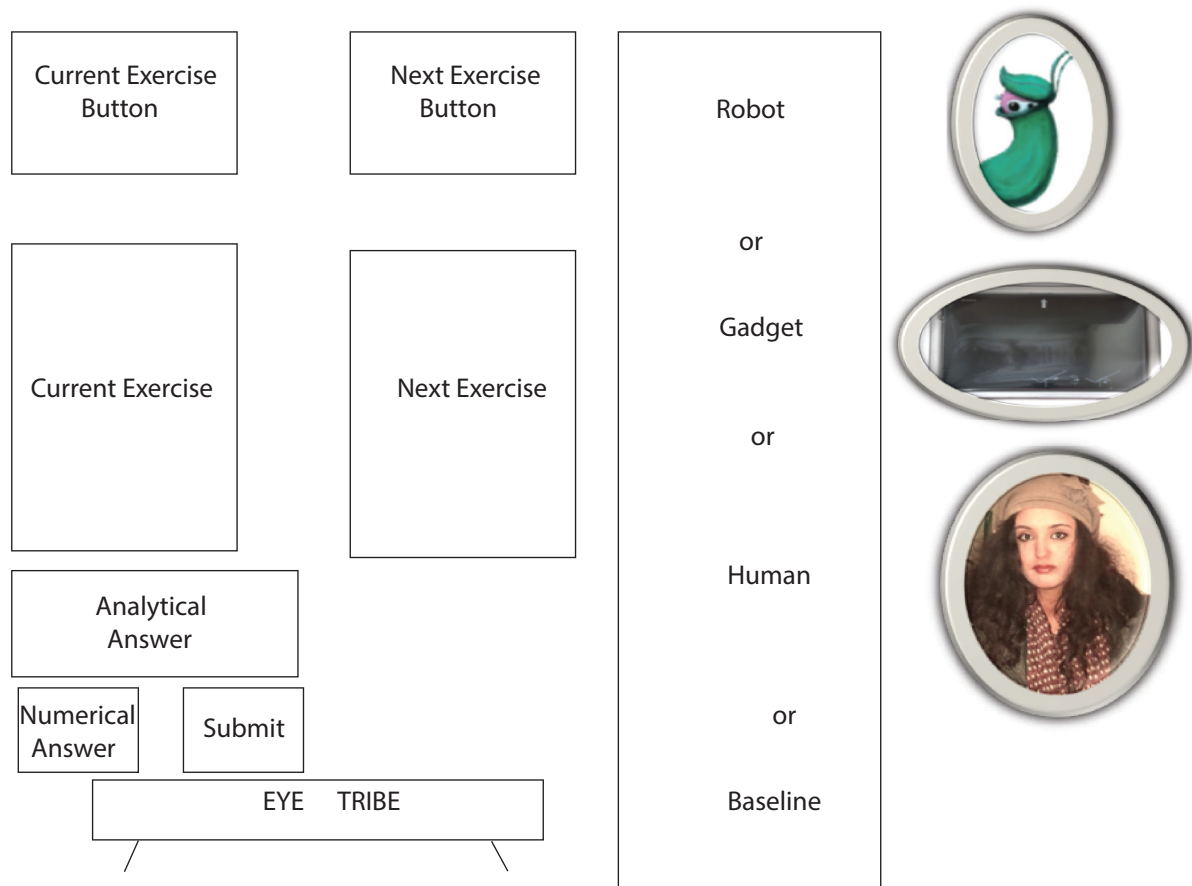 Current Exercise
Button
Next Exercise
Button
Current Exercise
Next Exercise
Analytical
Answer
Numerical
Answer
Submit
EYE TRIBE
Robot
or
Gadget
or
Human
or
Baseline